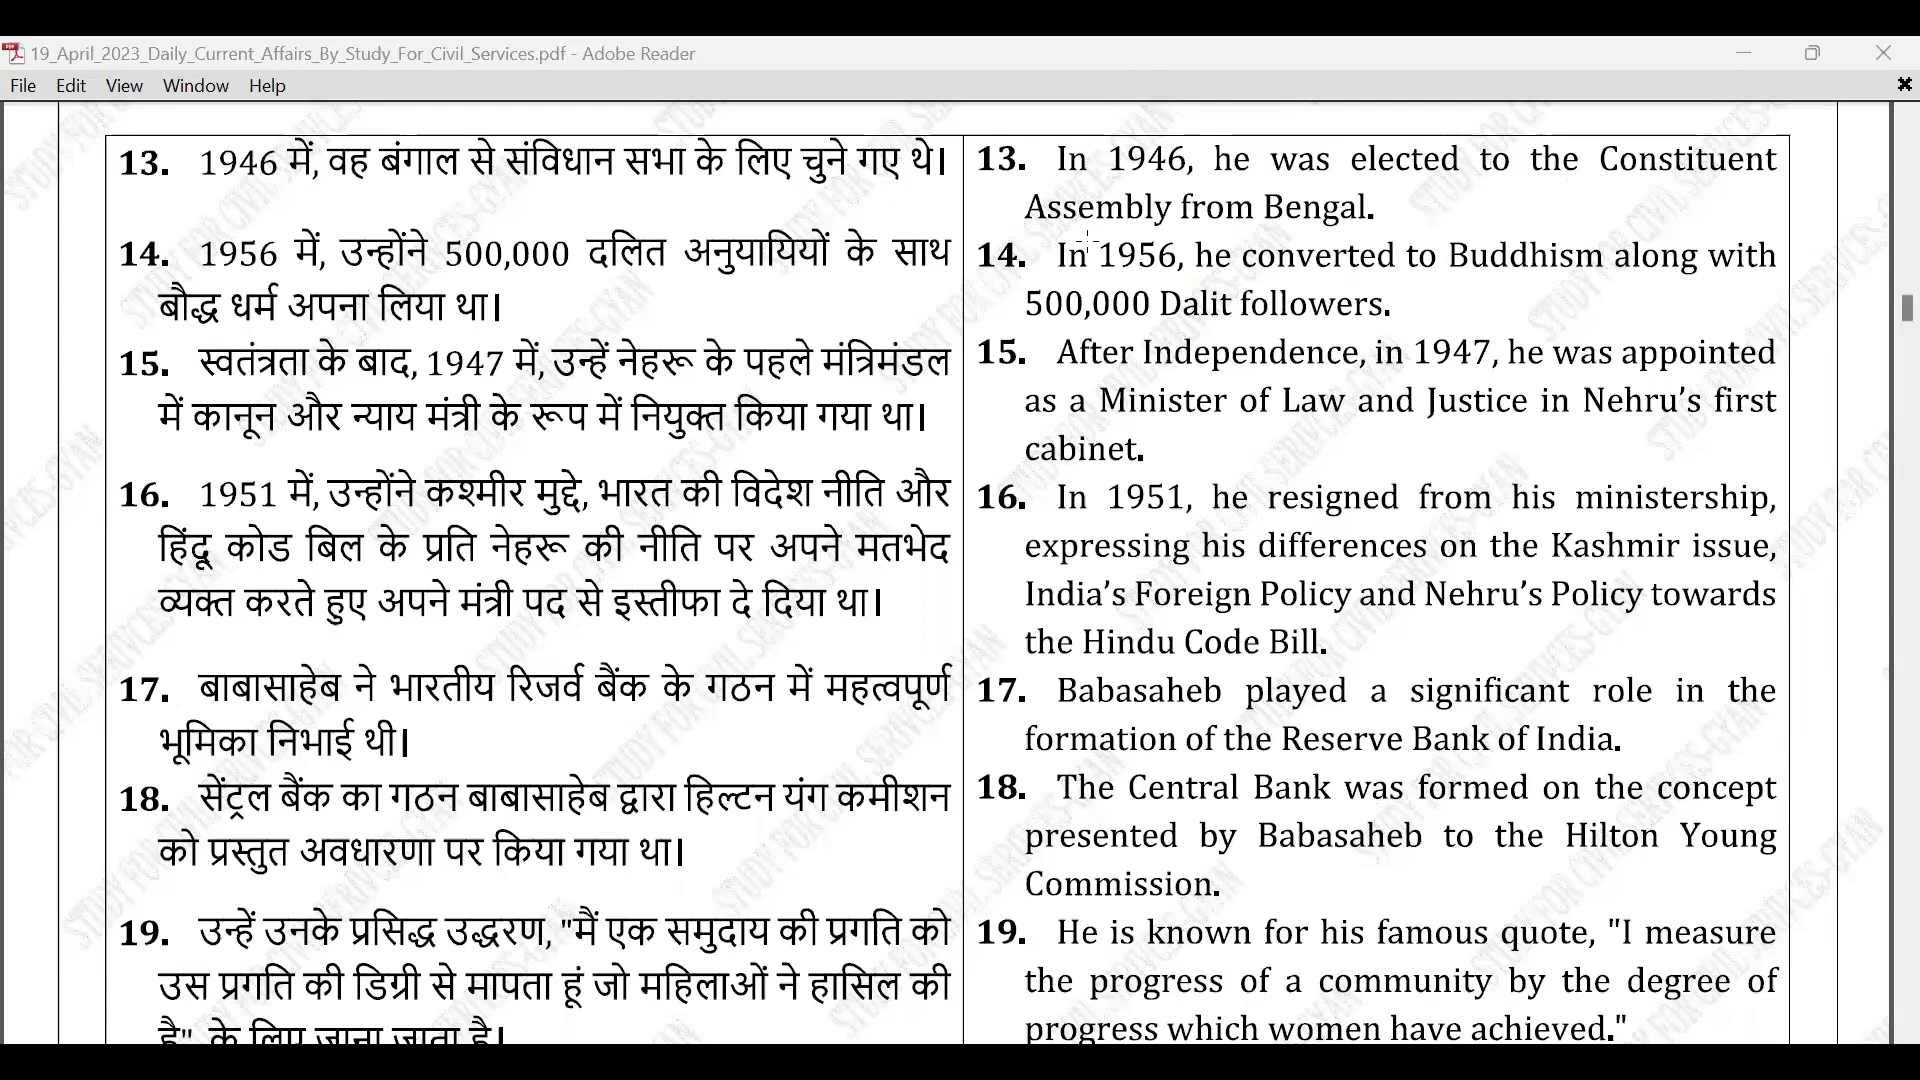 19_April_2023_Daily_Current_Affairs_By_Study_For_Civil_Services.pdf - Adobe Reader
File Edit View Window Help
13. 1946 में, वह बंगाल से संविधान सभा के लिए चुने गए थे।
14. 1956 में, उन्होंने 500,000 दलित अनुयायियों के साथ
बौद्ध धर्म अपना लिया था।
15. स्वतंत्रता के बाद, 1947 में, उन्हें नेहरू के पहले मंत्रिमंडल
में कानून और न्याय मंत्री के रूप में नियुक्त किया गया था।
16. 1951 में, उन्होंने कश्मीर मुद्दे, भारत की विदेश नीति और
हिंदू कोड बिल के प्रति नेहरू की नीति पर अपने मतभेद
व्यक्त करते हुए अपने मंत्री पद से इस्तीफा दे दिया था।
17. बाबासाहेब ने भारतीय रिजर्व बैंक के गठन में महत्वपूर्ण
भूमिका निभाई थी।
18. सेंट्रल बैंक का गठन बाबासाहेब द्वारा हिल्टन यंग कमीशन
को प्रस्तुत अवधारणा पर किया गया था।
19. उन्हें उनके प्रसिद्ध उद्धरण, "मैं एक समुदाय की प्रगति को
उस प्रगति की डिग्री से मापता हूं जो महिलाओं ने हासिल की
है" के लिए जाना जाता है।
13. In 1946, he was elected to the Constituent
Assembly from Bengal.
14. In 1956, he converted to Buddhism along with
500,000 Dalit followers.
15. After Independence, in 1947, he was appointed
as a Minister of Law and Justice in Nehru’s first
cabinet.
16. In 1951, he resigned from his ministership,
expressing his differences on the Kashmir issue,
India’s Foreign Policy and Nehru’s Policy towards
the Hindu Code Bill.
17. Babasaheb played a significant role in the
formation of the Reserve Bank of India.
18. The Central Bank was formed on the concept
presented by Babasaheb to the Hilton Young
Commission.
19. He is known for his famous quote, "I measure
the progress of a community by the degree of
progress which women have achieved."